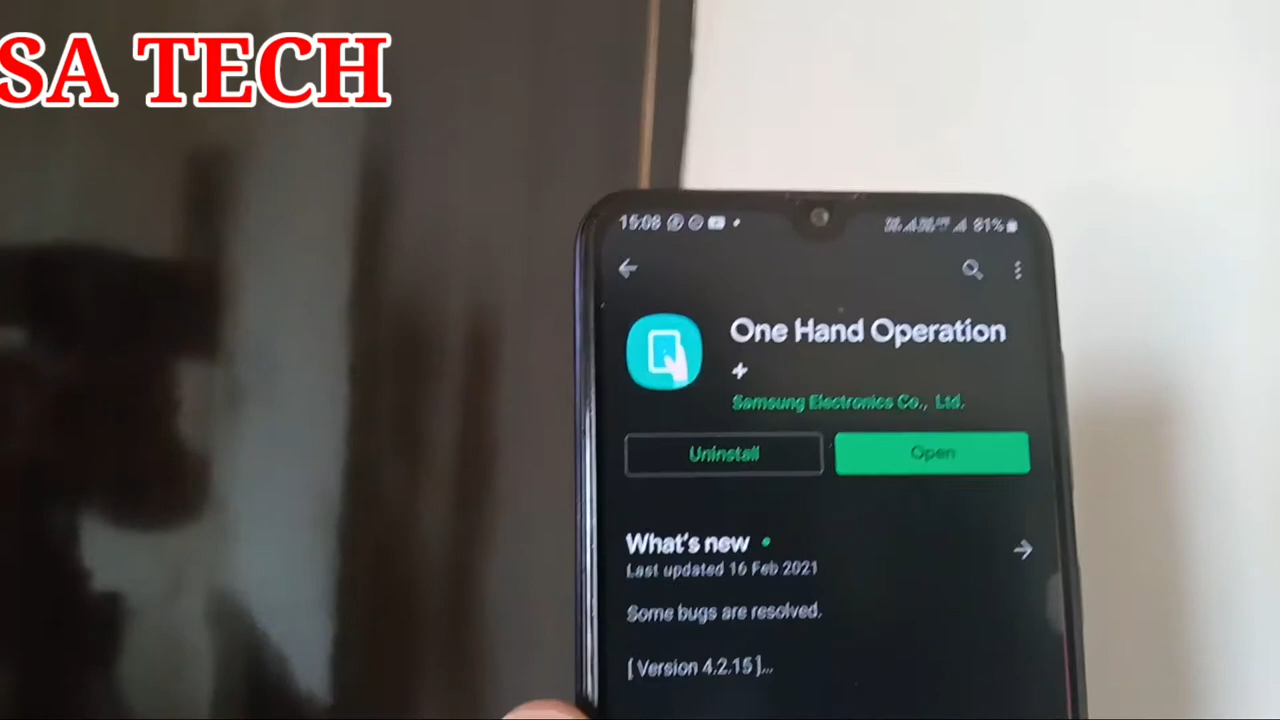 SA TECH
15:08
81%
One Hand Operation
+
Samsung Electronics Co., Ltd.
Uninstall
Open
What's new
Last updated 16 Feb 2021
Some bugs are resolved.
[ Version 4.2.15 ]...